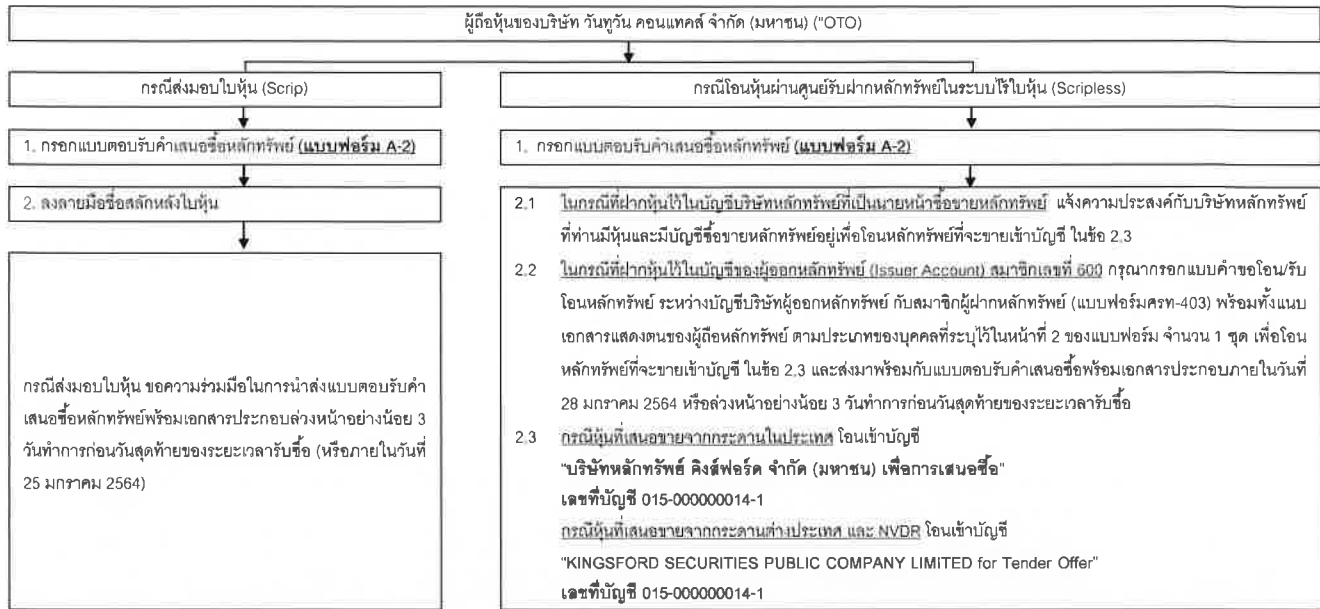 ผู้ถือหุ้นของบริษัท วันทูวัน คอนแทคส์ จำกัด (มหาชน) ("OTO)
กรณีส่งมอบใบหุ้น (Scrip)
1. กรอกแบบตอบรับคำเสนอซื้อหลักทรัพย์ (แบบฟอร์ม A-2)
2. ลงลายมือชื่อสลักหลังใบหุ้น
กรณีส่งมอบใบหุ้น ขอความร่วมมือในการนำส่งแบบตอบรับคำ
เสนอซื้อหลักทรัพย์พร้อมเอกสารประกอบล่วงหน้าอย่างน้อย 3
วันทำการก่อนวันสุดท้ายของระยะเวลารับซื้อ (หรือภายในวันที่
25 มกราคม 2564)
กรณีโอนหุ้นผ่านศูนย์รับฝากหลักทรัพย์ในระบบไร้ใบหุ้น (Scripless)
1. กรอกแบบตอบรับคำเสนอซื้อหลักทรัพย์ (แบบฟอร์ม A-2)
2.1 ในกรณีที่ฝากหุ้นไว้ในบัญชีบริษัทหลักทรัพย์ที่เป็นนายหน้าซื้อขายหลักทรัพย์ แจ้งความประสงค์กับบริษัทหลักทรัพย์
ที่ท่านมีหุ้นและมีบัญชีซื้อขายหลักทรัพย์อยู่เพื่อโอนหลักทรัพย์ที่จะขายเข้าบัญชี ในข้อ 2.3
2.2 ในกรณีที่ฝากหุ้นไว้ในบัญชีของผู้ออกหลักทรัพย์ (Issuer Account) สมาชิกเลขที่ 600 กรุณากรอกแบบคำขอโอน/รับ
โอนหลักทรัพย์ ระหว่างบัญชีบริษัทผู้ออกหลักทรัพย์ กับสมาชิกผู้ฝากหลักทรัพย์ (แบบฟอร์มศรท-403) พร้อมทั้งแนบ
เอกสารแสดงตนของผู้ถือหลักทรัพย์ ตามประเภทของบุคคลที่ระบุไว้ในหน้าที่ 2 ของแบบฟอร์ม จำนวน 1 ชุด เพื่อโอน
หลักทรัพย์ที่จะขายเข้าบัญชี ในข้อ 2.3 และส่งมาพร้อมกับแบบตอบรับคำเสนอซื้อพร้อมเอกสารประกอบภายในวันที่
28 มกราคม 2564 หรือล่วงหน้าอย่างน้อย 3 วันทำการก่อนวันสุดท้ายของระยะเวลารับซื้อ
2.3 กรณีหุ้นที่เสนอขายจากกระดานในประเทศ โอนเข้าบัญชี
"บริษัทหลักทรัพย์ คิงส์ฟอร์ด จำกัด (มหาชน) เพื่อการเสนอซื้อ"
เลขที่บัญชี 015-000000014-1
กรณีหุ้นที่เสนอขายจากกระดานต่างประเทศ และ NVDR โอนเข้าบัญชี
"KINGSFORD SECURITIES PUBLIC COMPANY LIMITED for Tender Offer"
เลขที่บัญชี 015-000000014-1